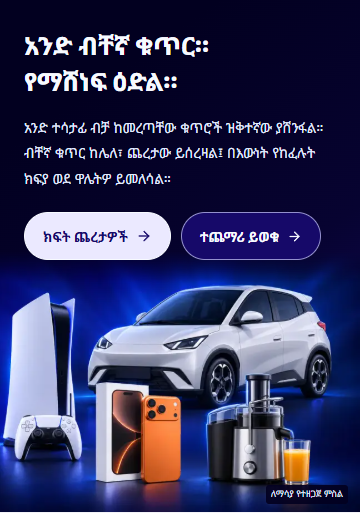 አንድ ብቸኛ ቁጥር።
የማሸነፍ ዕድል።
አንድ ተሳታፊ ብቻ ከመረጣቸው ቁጥሮች ዝቅተኛው ያሸንፋል።
ብቸኛ ቁጥር ከሌለ፣ ጨረታው ይሰረዛል፤ በእውነት የከፈሉት
ክፍያ ወደ ዋሌትዎ ይመለሳል።
ክፍት ጨረታዎች →
ተጨማሪ ይወቁ →
ለማሳያ የተዘጋጀ ምስል